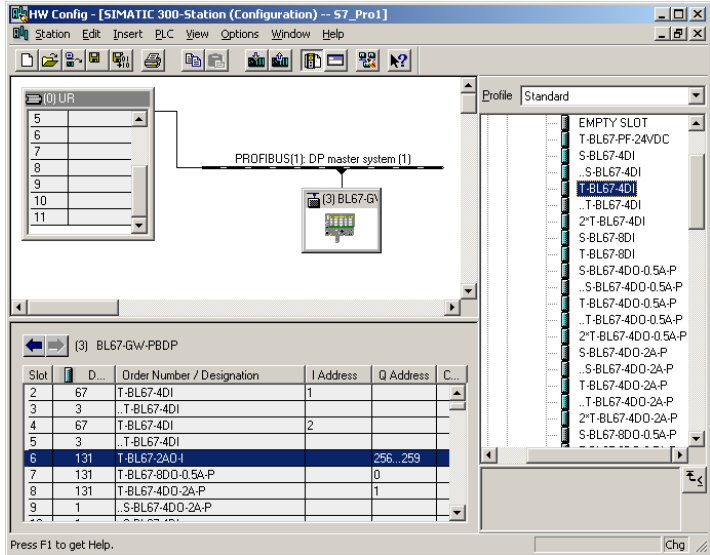 HW Config - [SIMATIC 300-Station (Configuration) -- S7_Pro1]
Station Edit Insert PLC View Options Window Help
(0) UR
5
6
7
8
9
10
11
PROFIBUS(1): DP master system (1)
(3) BL67-GW
Profile Standard
EMPTY SLOT
T-BL67-PF-24VDC
S-BL67-4DI
..S-BL67-4DI
T-BL67-4DI
..T-BL67-4DI
2*T-BL67-4DI
S-BL67-8DI
T-BL67-8DI
S-BL67-4DO-0.5A-P
..S-BL67-4DO-0.5A-P
T-BL67-4DO-0.5A-P
..T-BL67-4DO-0.5A-P
2*T-BL67-4DO-0.5A-P
S-BL67-4DO-2A-P
..S-BL67-4DO-2A-P
T-BL67-4DO-2A-P
..T-BL67-4DO-2A-P
2*T-BL67-4DO-2A-P
S-BL67-8DO-0.5A-P
(3) BL67-GW-PBDP
Slot D... Order Number / Designation I Address Q Address C...
2 67 T-BL67-4DI 1
3 3 ..T-BL67-4DI
4 67 T-BL67-4DI 2
5 3 ..T-BL67-4DI
6 131 T-BL67-2AO-I 256...259
7 131 T-BL67-8DO-0.5A-P 0
8 131 T-BL67-4DO-2A-P 1
9 1 ..S-BL67-4DO-2A-P
Press F1 to get Help.
Chg